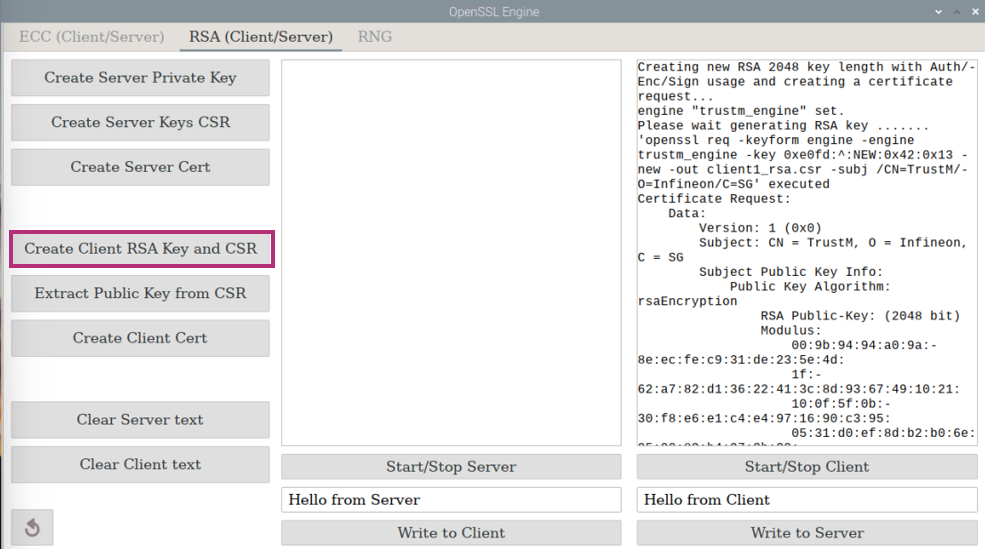 OpenSSL Engine
ECC (Client/Server)
RSA (Client/Server)
RNG
Create Server Private Key
Create Server Keys CSR
Create Server Cert
Create Client RSA Key and CSR
Extract Public Key from CSR
Create Client Cert
Clear Server text
Clear Client text
Start/Stop Server
Hello from Server
Write to Client
Creating new RSA 2048 key length with Auth/-
Enc/Sign usage and creating a certificate
request...
engine "trustm_engine" set.
Please wait generating RSA key .......
'openssl req -keyform engine -engine
trustm_engine -key 0xe0fd:^:NEW:0x42:0x13 -
new -out client1_rsa.csr -subj /CN=TrustM/-
O=Infineon/C=SG' executed
Certificate Request:
Data:
Version: 1 (0x0)
Subject: CN = TrustM, O = Infineon,
C = SG
Subject Public Key Info:
Public Key Algorithm:
rsaEncryption
RSA Public-Key: (2048 bit)
Modulus:
00:9b:94:94:a0:9a:-
8e:ec:fe:c9:31:de:23:5e:4d:
1f:-
62:a7:82:d1:36:22:41:3c:8d:93:67:49:10:21:
10:0f:5f:0b:-
30:f8:e6:e1:c4:e4:97:16:90:c3:95:
05:31:d0:ef:8d:b2:b0:6e:
Start/Stop Client
Hello from Client
Write to Server